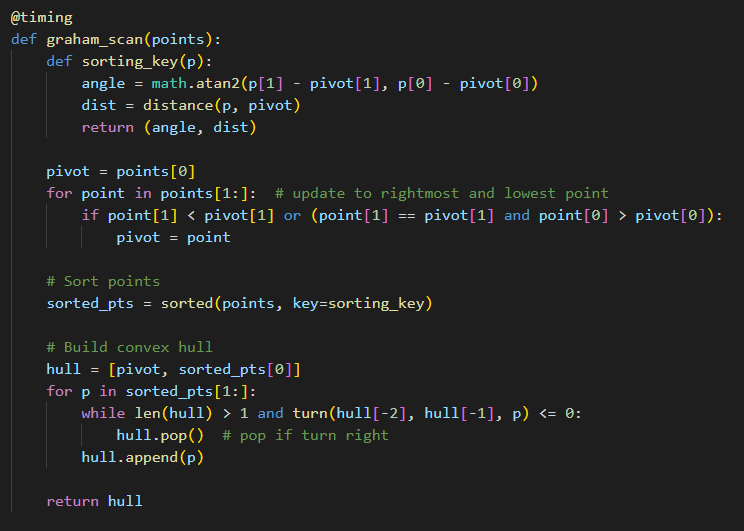 @timing
def graham_scan(points):
    def sorting_key(p):
        angle = math.atan2(p[1] - pivot[1], p[0] - pivot[0])
        dist = distance(p, pivot)
        return (angle, dist)

    pivot = points[0]
    for point in points[1:]:  # update to rightmost and lowest point
        if point[1] < pivot[1] or (point[1] == pivot[1] and point[0] > pivot[0]):
            pivot = point

    # Sort points
    sorted_pts = sorted(points, key=sorting_key)

    # Build convex hull
    hull = [pivot, sorted_pts[0]]
    for p in sorted_pts[1:]:
        while len(hull) > 1 and turn(hull[-2], hull[-1], p) <= 0:
            hull.pop()  # pop if turn right
        hull.append(p)

    return hull